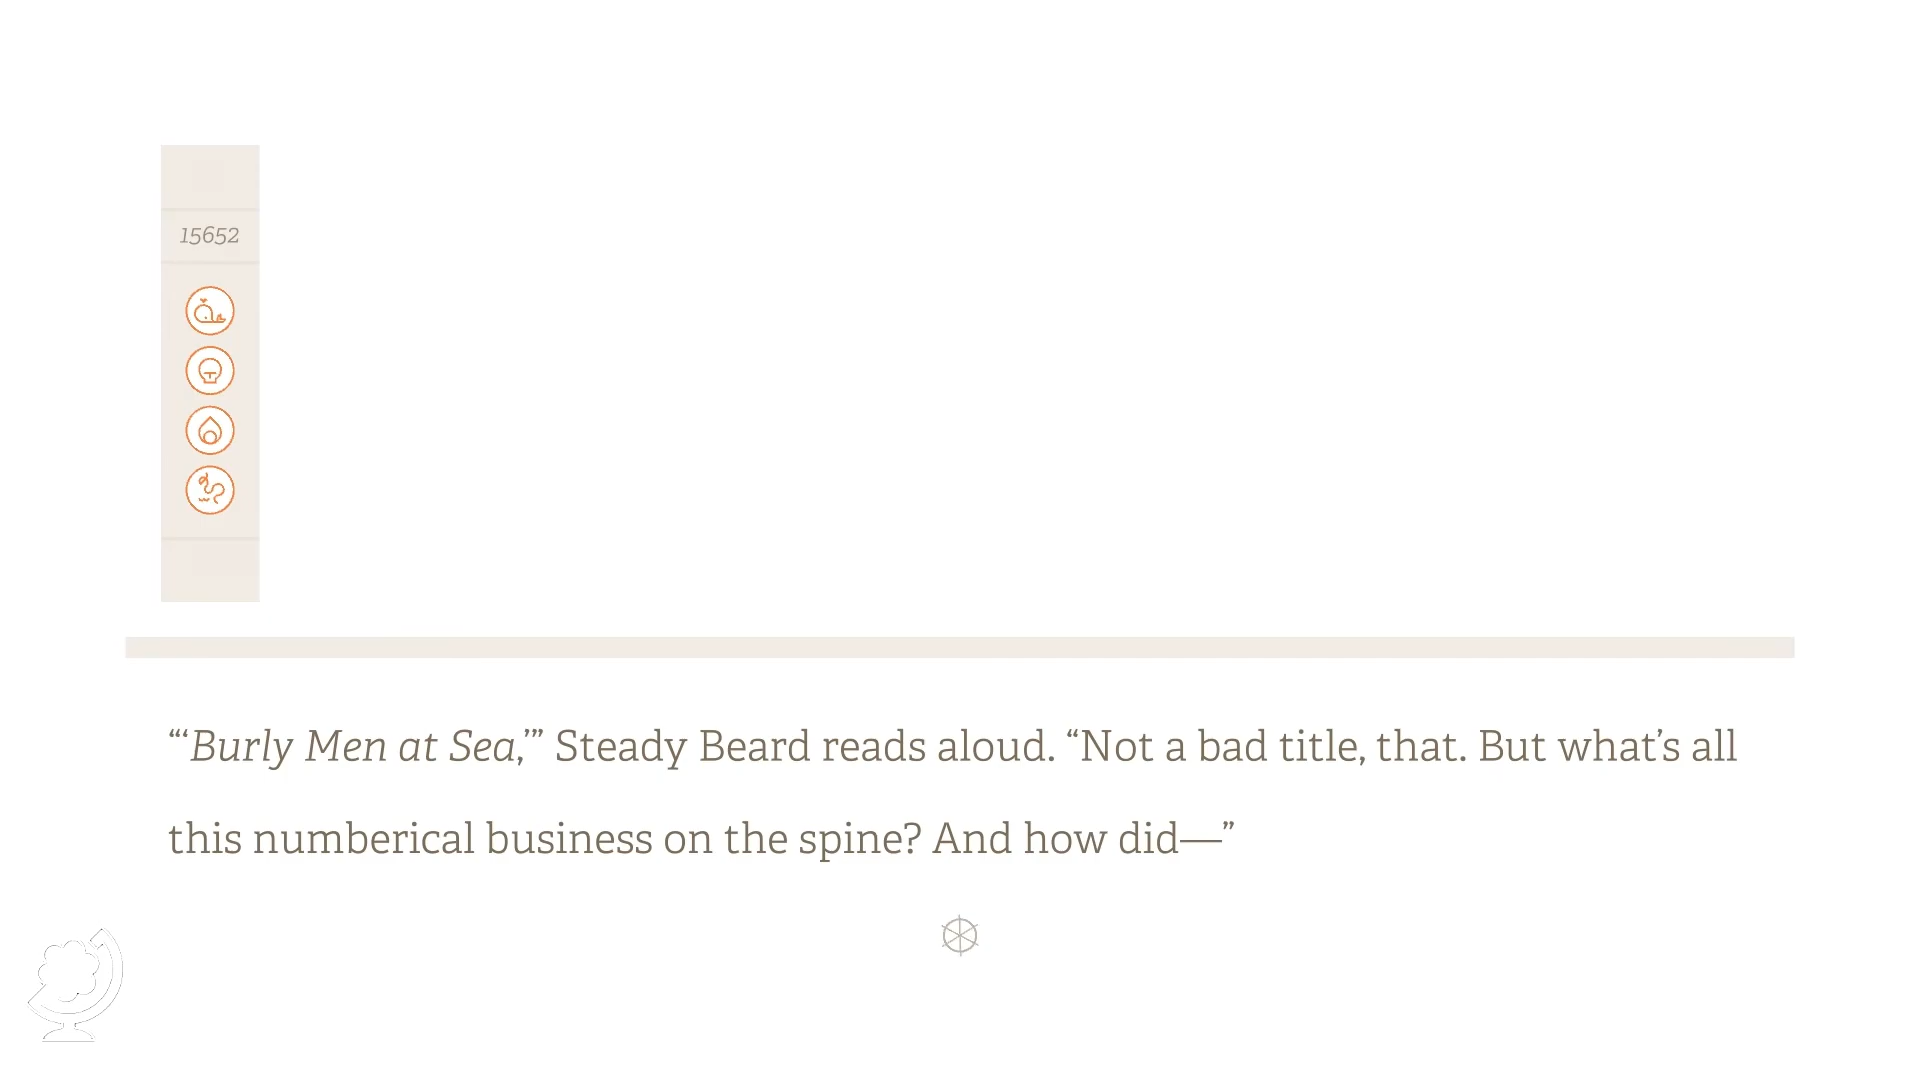 15652
“‘Burly Men at Sea,’” Steady Beard reads aloud. “Not a bad title, that. But what’s all
this numberical business on the spine? And how did—”